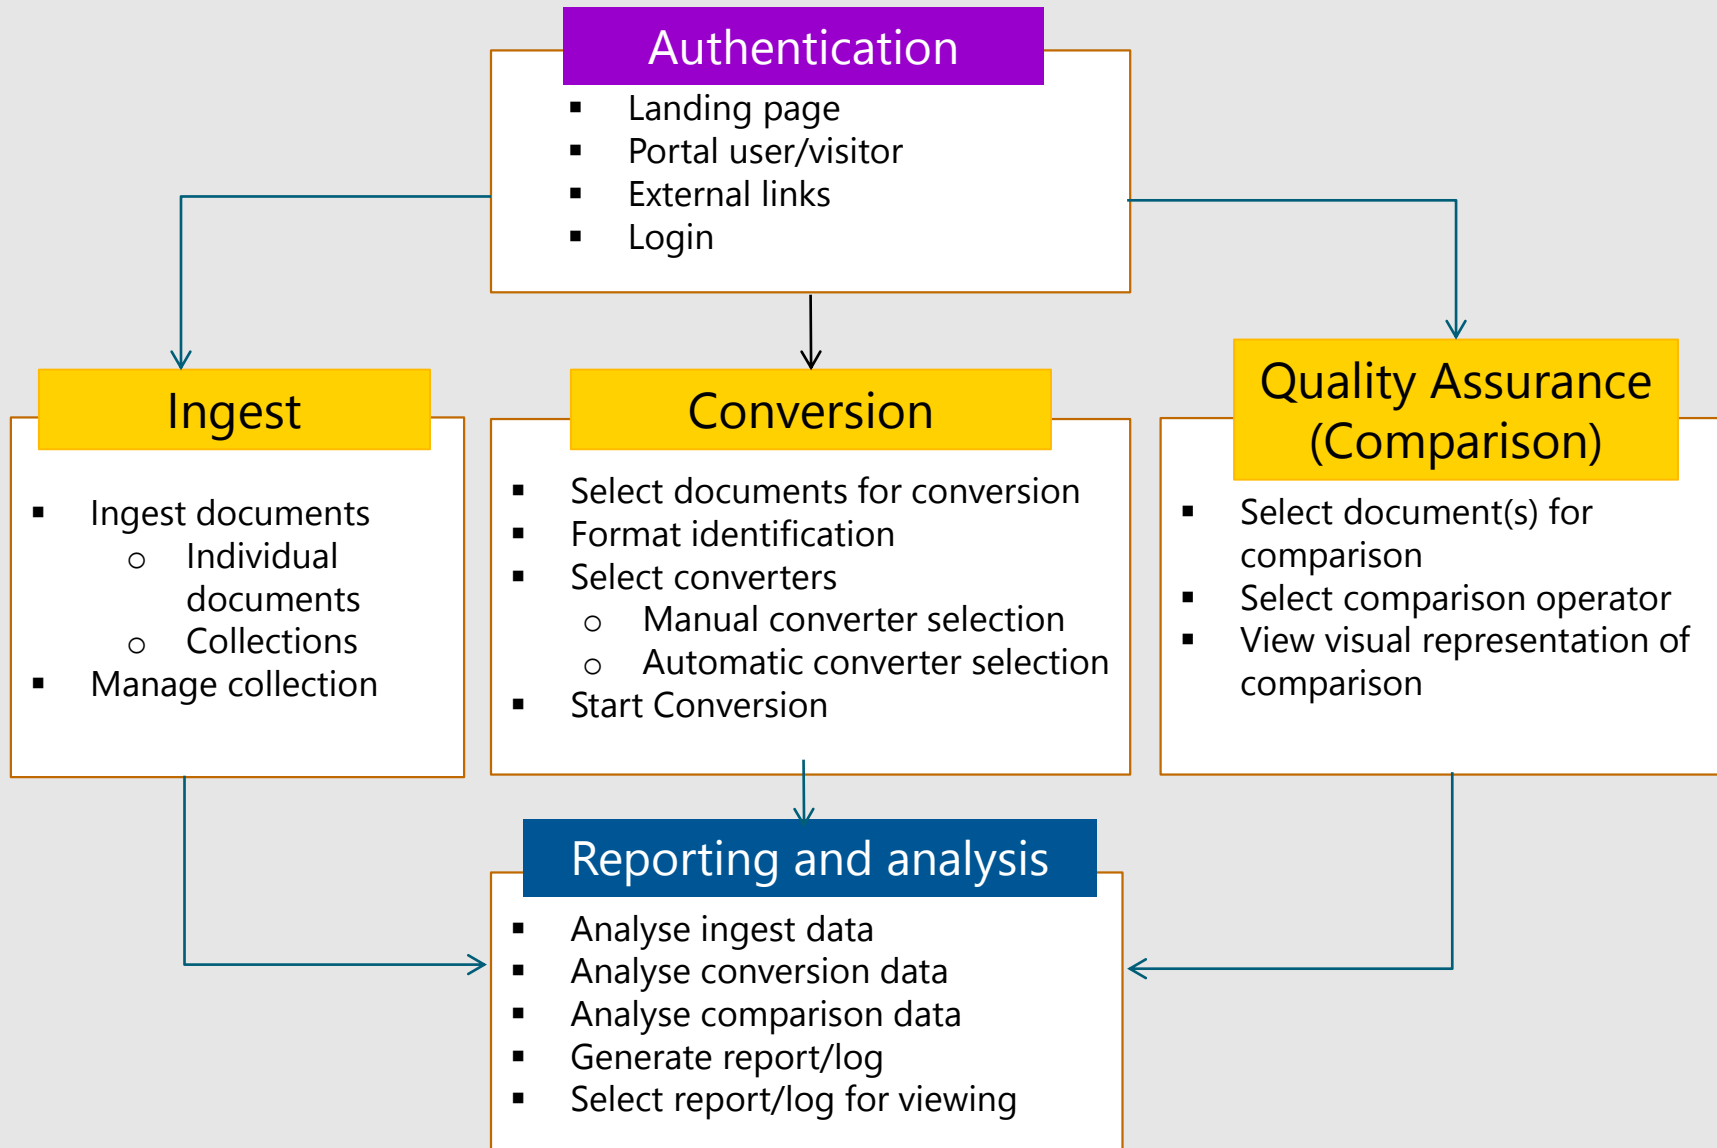 Authentication
▪ Landing page
▪ Portal user/visitor
▪ External links
▪ Login
Ingest
▪ Ingest documents
o Individual
documents
o Collections
▪ Manage collection
Conversion
▪ Select documents for conversion
▪ Format identification
▪ Select converters
o Manual converter selection
o Automatic converter selection
▪ Start Conversion
Quality Assurance
(Comparison)
▪ Select document(s) for
comparison
▪ Select comparison operator
▪ View visual representation of
comparison
Reporting and analysis
▪ Analyse ingest data
▪ Analyse conversion data
▪ Analyse comparison data
▪ Generate report/log
▪ Select report/log for viewing